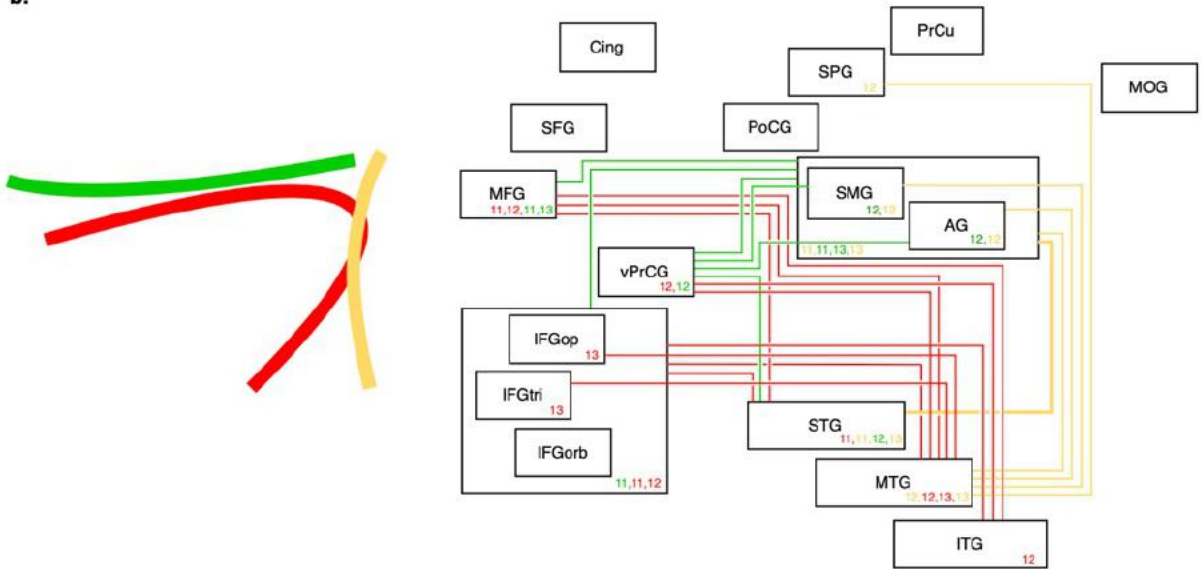 b.
PrCu
Cing
SPG
12
MOG
SFG
PoCG
MFG
11,12,11,13
SMG
12,12
AG
12,12
11,11,13,13
vPrCG
12,12
IFGop
13
IFGtri
13
IFGorb
11,11,12
STG
11,11,12,13
MTG
12,12,13,13
ITG
12